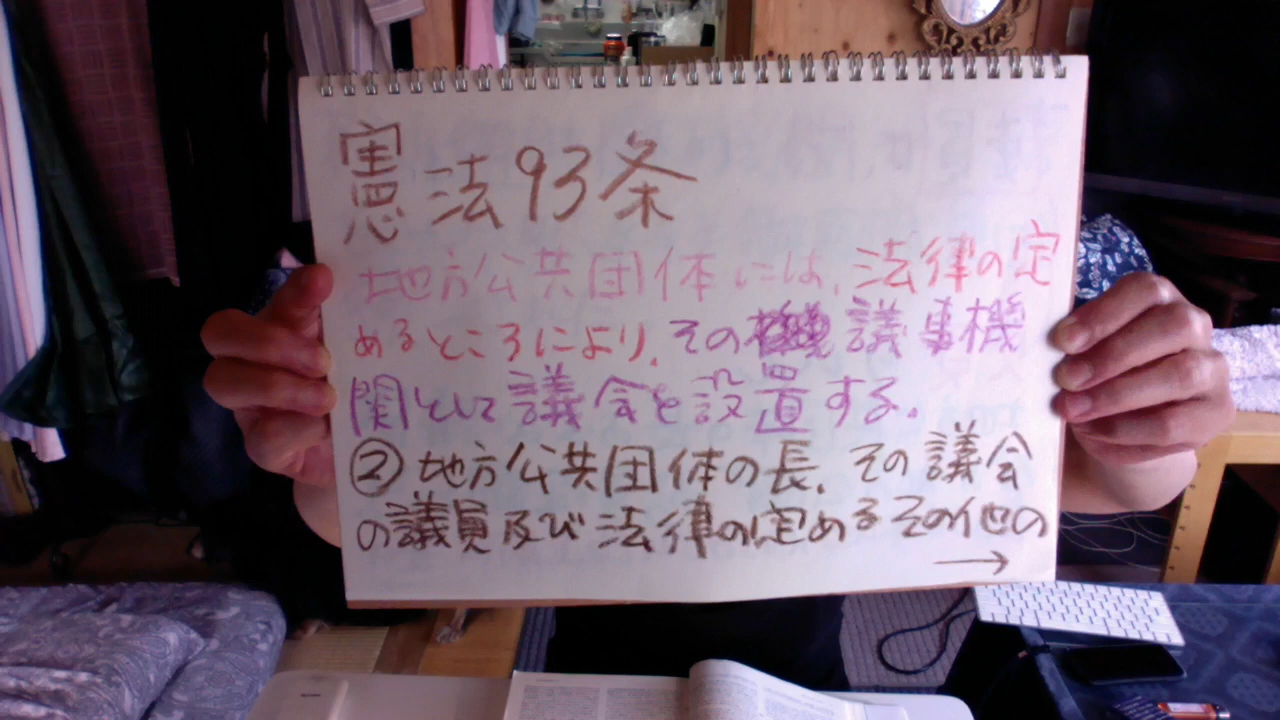 憲法93条
地方公共団体には、法律の定
めるところにより、その議事機
関として議会を設置する。
②地方公共団体の長、その議会
の議員及び法律の定めるその他の
→